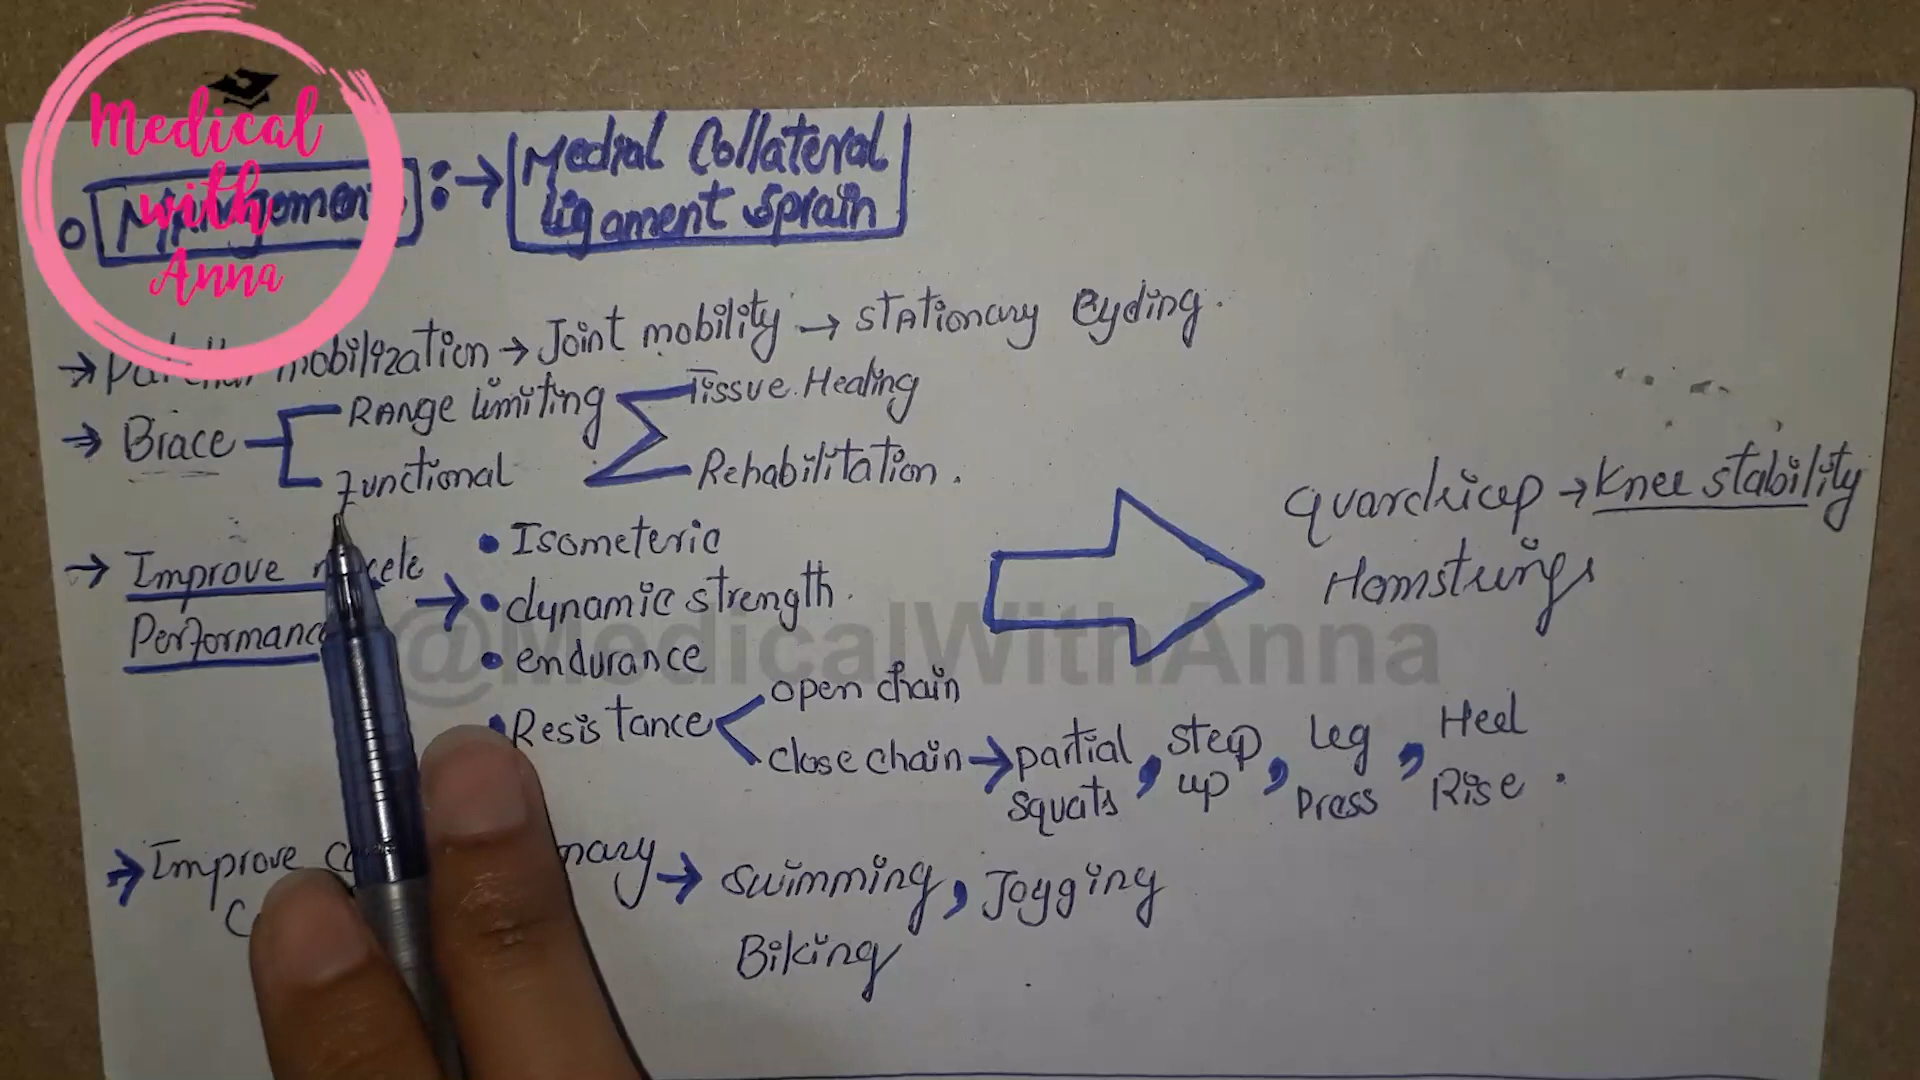 Medical
with
Anna
Management : → Medial Collateral
Ligament Sprain
→ mobilization → Joint mobility → Stationary Cycling.
→ Brace Range limiting Tissue Healing
Functional Rehabilitation.
→ Improve
Performance →
• Isometeric
• dynamic strength.
• endurance
• Resistance open chain
close chain → partial squats, step up, Leg Press, Heel Rise.
Quardricep → Knee stability
Hamstrings
@MedicalWithAnna
→ Improve → Swimming, Jogging
Biking